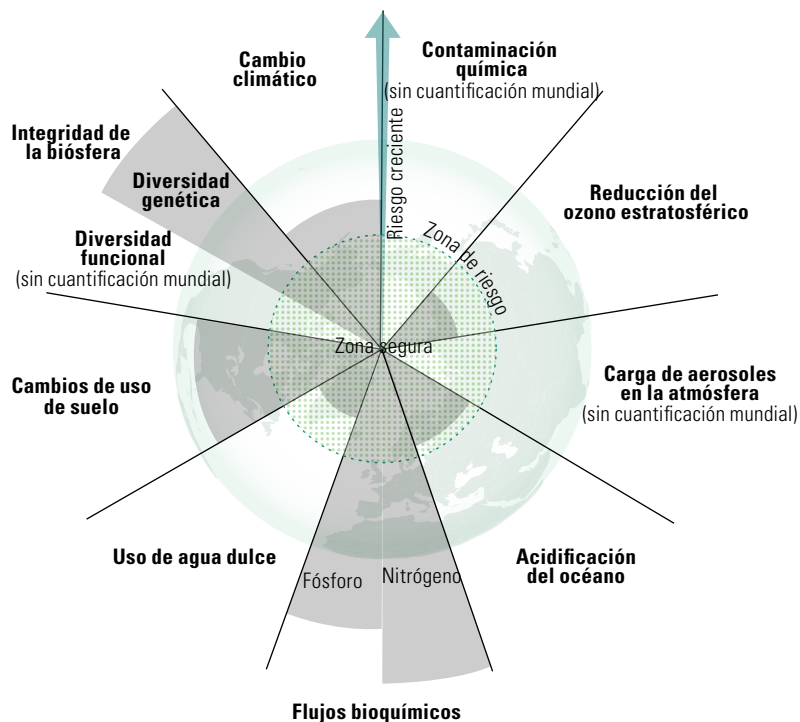 Cambio
climático
Contaminación
química
(sin cuantificación mundial)
Integridad de
la biósfera
Diversidad
genética
Diversidad
funcional
(sin cuantificación mundial)
Riesgo creciente
Zona de riesgo
Reducción del
ozono estratosférico
Zona segura
Cambios de uso
de suelo
Carga de aerosoles
en la atmósfera
(sin cuantificación mundial)
Uso de agua dulce
Fósforo
Nitrógeno
Acidificación
del océano
Flujos bioquímicos